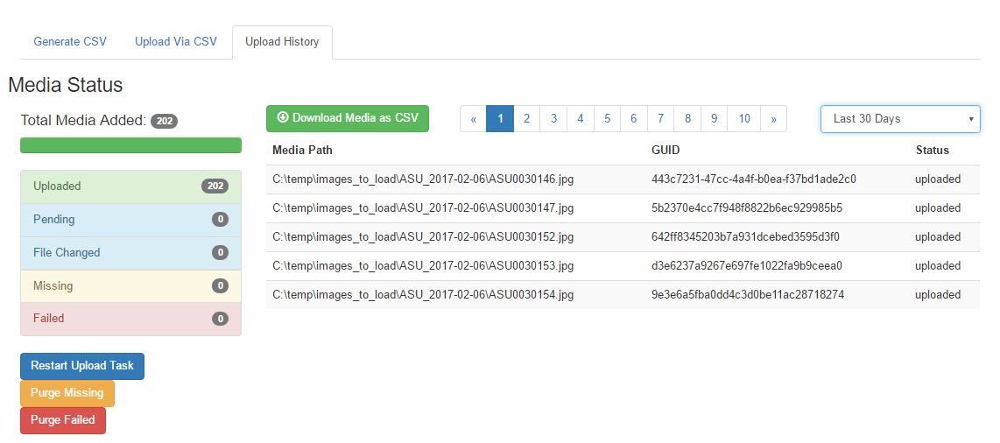 Generate CSV
Upload Via CSV
Upload History
Media Status
Total Media Added: 202
Uploaded 202
Pending 0
File Changed 0
Missing 0
Failed 0
Restart Upload Task
Purge Missing
Purge Failed
Download Media as CSV
« 1 2 3 4 5 6 7 8 9 10 »
Last 30 Days
Media Path GUID Status
C:\temp\images_to_load\ASU_2017-02-06\ASU0030146.jpg 443c7231-47cc-4a4f-b0ea-f37bd1ade2c0 uploaded
C:\temp\images_to_load\ASU_2017-02-06\ASU0030147.jpg 5b2370e4cc7f948f8822b6ec929985b5 uploaded
C:\temp\images_to_load\ASU_2017-02-06\ASU0030152.jpg 642ff8345203b7a931dcebed3595d3f0 uploaded
C:\temp\images_to_load\ASU_2017-02-06\ASU0030153.jpg d3e6237a9267e697fe1022fa9b9ceea0 uploaded
C:\temp\images_to_load\ASU_2017-02-06\ASU0030154.jpg 9e3e6a5fba0dd4c3d0be11ac28718274 uploaded